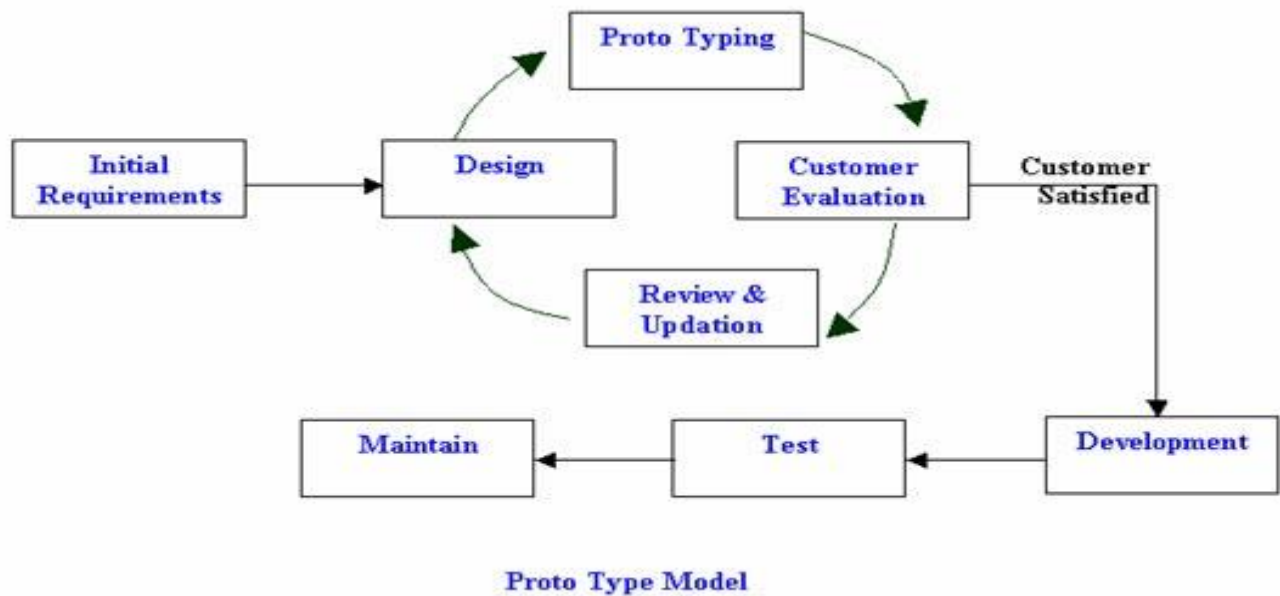 Proto Typing
Initial
Requirements
Design
Customer
Evaluation
Customer
Satisfied
Review &
Updation
Maintain
Test
Development
Proto Type Model